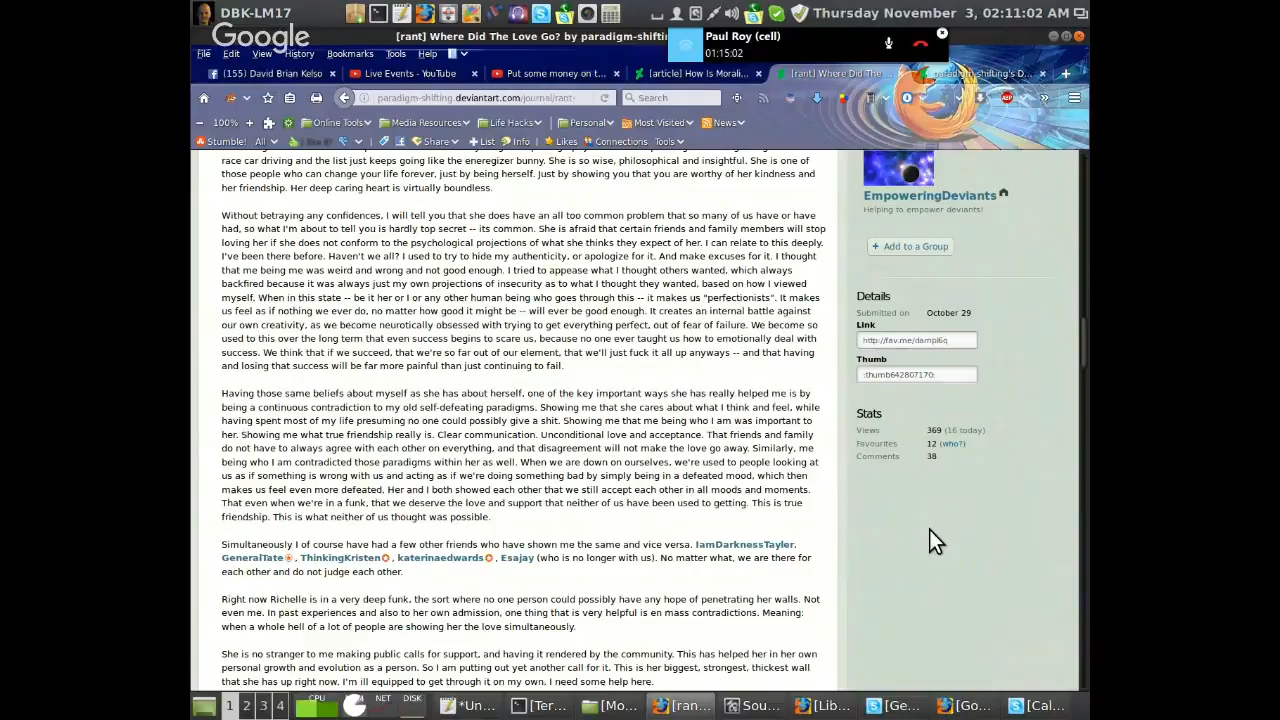 DBK-LM17
Thursday November 3, 02:11:02 AM
Google
[rant] Where Did The Love Go? by paradigm-shiftin
Paul Roy (cell)
01:15:02
File Edit View History Bookmarks Tools Help
(155) David Brian Kelso
Live Events - YouTube
Put some money on t...
[article] How Is Morali...
[rant] Where Did The ...
paradigm-shifting's D...
paradigm-shifting.deviantart.com/journal/rant-
Search
100%
Online Tools
Media Resources
Life Hacks
Personal
Most Visited
News
Stumble! All
I like it
Share
List
Info
Likes
Connections
Tools
race car driving and the list just keeps going like the eneregizer bunny. She is so wise, philosophical and insightful. She is one of
those people who can change your life forever, just by being herself. Just by showing you that you are worthy of her kindness and
her friendship. Her deep caring heart is virtually boundless.
Without betraying any confidences, I will tell you that she does have an all too common problem that so many of us have or have
had, so what I'm about to tell you is hardly top secret -- its common. She is afraid that certain friends and family members will stop
loving her if she does not conform to the psychological projections of what she thinks they expect of her. I can relate to this deeply.
I've been there before. Haven't we all? I used to try to hide my authenticity, or apologize for it. And make excuses for it. I thought
that me being me was weird and wrong and not good enough. I tried to appease what I thought others wanted, which always
backfired because it was always just my own projections of insecurity as to what I thought they wanted, based on how I viewed
myself. When in this state -- be it her or I or any other human being who goes through this -- it makes us "perfectionists". It makes
us feel as if nothing we ever do, no matter how good it might be -- will ever be good enough. It creates an internal battle against
our own creativity, as we become neurotically obsessed with trying to get everything perfect, out of fear of failure. We become so
used to this over the long term that even success begins to scare us, because no one ever taught us how to emotionally deal with
success. We think that if we succeed, that we're so far out of our element, that we'll just fuck it all up anyways -- and that having
and losing that success will be far more painful than just continuing to fail.
Having those same beliefs about myself as she has about herself, one of the key important ways she has really helped me is by
being a continuous contradiction to my old self-defeating paradigms. Showing me that she cares about what I think and feel, while
having spent most of my life presuming no one could possibly give a shit. Showing me that me being who I am was important to
her. Showing me what true friendship really is. Clear communication. Unconditional love and acceptance. That friends and family
do not have to always agree with each other on everything, and that disagreement will not make the love go away. Similarly, me
being who I am contradicted those paradigms within her as well. When we are down on ourselves, we're used to people looking at
us as if something is wrong with us and acting as if we're doing something bad by simply being in a defeated mood, which then
makes us feel even more defeated, Her and I both showed each other that we still accept each other in all moods and moments.
That even when we're in a funk, that we deserve the love and support that neither of us have been used to getting. This is true
friendship. This is what neither of us thought was possible.
Simultaneously I of course have had a few other friends who have shown me the same and vice versa. IamDarknessTayler,
GeneralTate , ThinkingKristen , katerinaedwards , Esajay (who is no longer with us). No matter what, we are there for
each other and do not judge each other.
Right now Richelle is in a very deep funk, the sort where no one person could possibly have any hope of penetrating her walls. Not
even me. In past experiences and also to her own admission, one thing that is very helpful is en mass contradictions. Meaning:
when a whole hell of a lot of people are showing her the love simultaneously.
She is no stranger to me making public calls for support, and having it rendered by the community. This has helped her in her own
personal growth and evolution as a person. So I am putting out yet another call for it. This is her biggest, strongest, thickest wall
that she has up right now. I'm ill equipped to get through it on my own. I need some help here.
EmpoweringDeviants
Helping to empower deviants!
+ Add to a Group
Details
Submitted on October 29
Link
http://fav.me/dampl6q
Thumb
:thumb642807170:
Stats
Views 369 (16 today)
Favourites 12 (who?)
Comments 38
1 2 3 4
CPU
NET
DISK
*Un...
[Ter...
[Mo...
[ran...
Sou...
[Lib...
[Ge...
[Go...
[Cal...